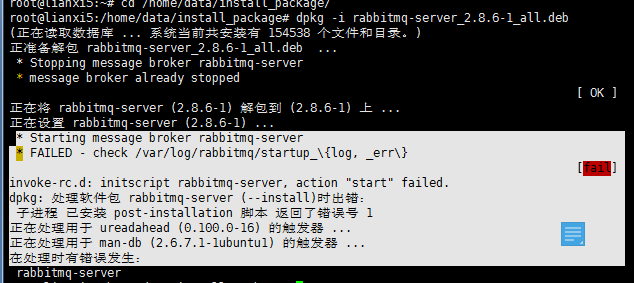 root@lianxi5:~# cd /home/data/install_package/
root@lianxi5:/home/data/install_package# dpkg -i rabbitmq-server_2.8.6-1_all.deb
(正在读取数据库 ... 系统当前共安装有 154538 个文件和目录。)
正准备解包 rabbitmq-server_2.8.6-1_all.deb  ...
 * Stopping message broker rabbitmq-server
 * message broker already stopped
[ OK ]
正在将 rabbitmq-server (2.8.6-1) 解包到 (2.8.6-1) 上 ...
正在设置 rabbitmq-server (2.8.6-1) ...
 * Starting message broker rabbitmq-server
 * FAILED - check /var/log/rabbitmq/startup_\{log, _err\}
[fail]
invoke-rc.d: initscript rabbitmq-server, action "start" failed.
dpkg: 处理软件包 rabbitmq-server (--install)时出错:
 子进程 已安装 post-installation 脚本 返回了错误号 1
正在处理用于 ureadahead (0.100.0-16) 的触发器 ...
正在处理用于 man-db (2.6.7.1-1ubuntu1) 的触发器 ...
在处理时有错误发生:
 rabbitmq-server